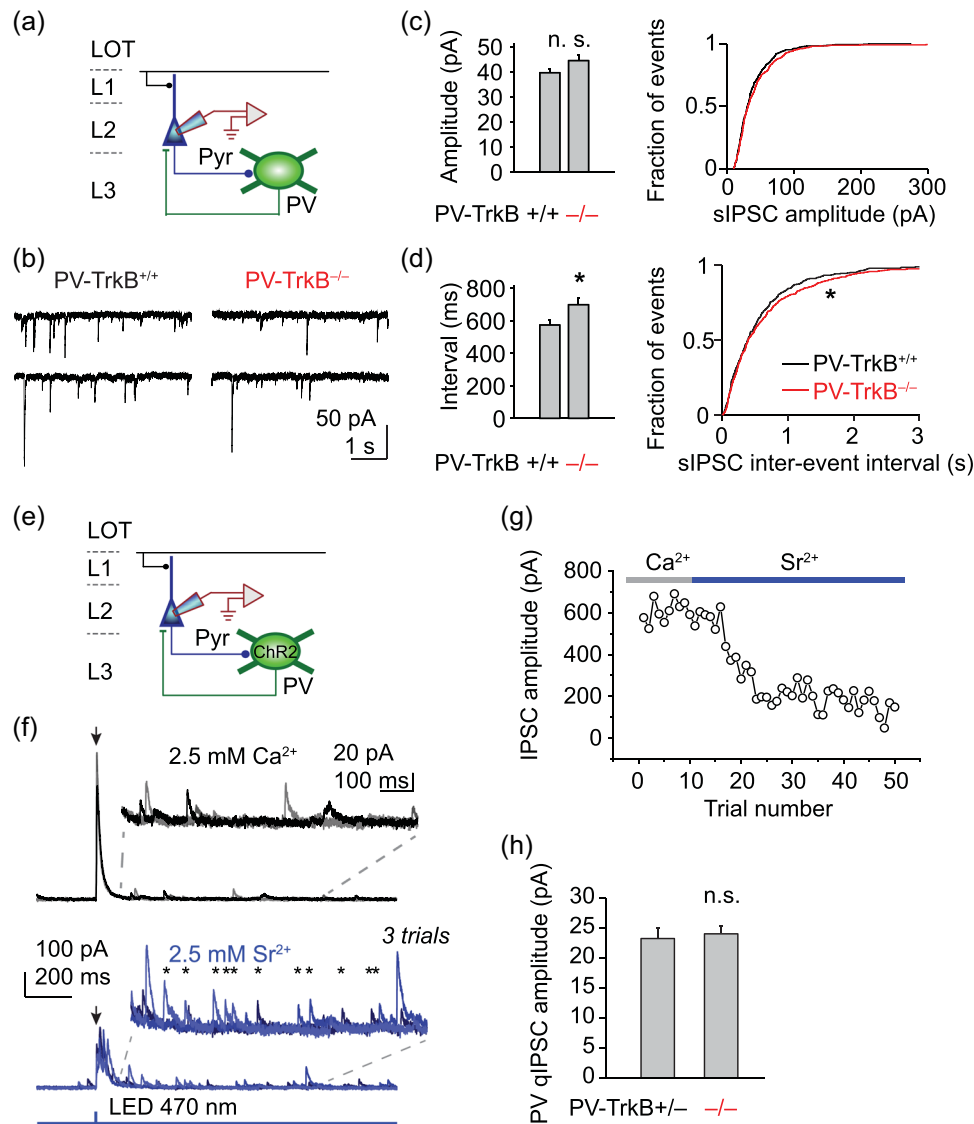 (a)
LOT
L1
L2
L3
Pyr
PV
(b)
PV-TrkB+/+
PV-TrkB–/–
50 pA
1 s
(c)
Amplitude (pA)
50
40
30
20
10
0
n. s.
PV-TrkB +/+ –/–
Fraction of events
1
0.5
0
0 100 200 300
sIPSC amplitude (pA)
(d)
Interval (ms)
800
600
400
200
0
*
PV-TrkB +/+ –/–
Fraction of events
1
0.5
0
*
PV-TrkB+/+
PV-TrkB–/–
0 1 2 3
sIPSC inter-event interval (s)
(e)
LOT
L1
L2
L3
Pyr
ChR2
PV
(f)
2.5 mM Ca2+
20 pA
100 ms
100 pA
200 ms
2.5 mM Sr2+
3 trials
* * * * * * * * * * * *
LED 470 nm
(g)
IPSC amplitude (pA)
Ca2+
Sr2+
800
600
400
200
0
0 10 20 30 40 50
Trial number
(h)
PV qIPSC amplitude (pA)
30
25
20
15
10
5
0
n.s.
PV-TrkB+/– –/–